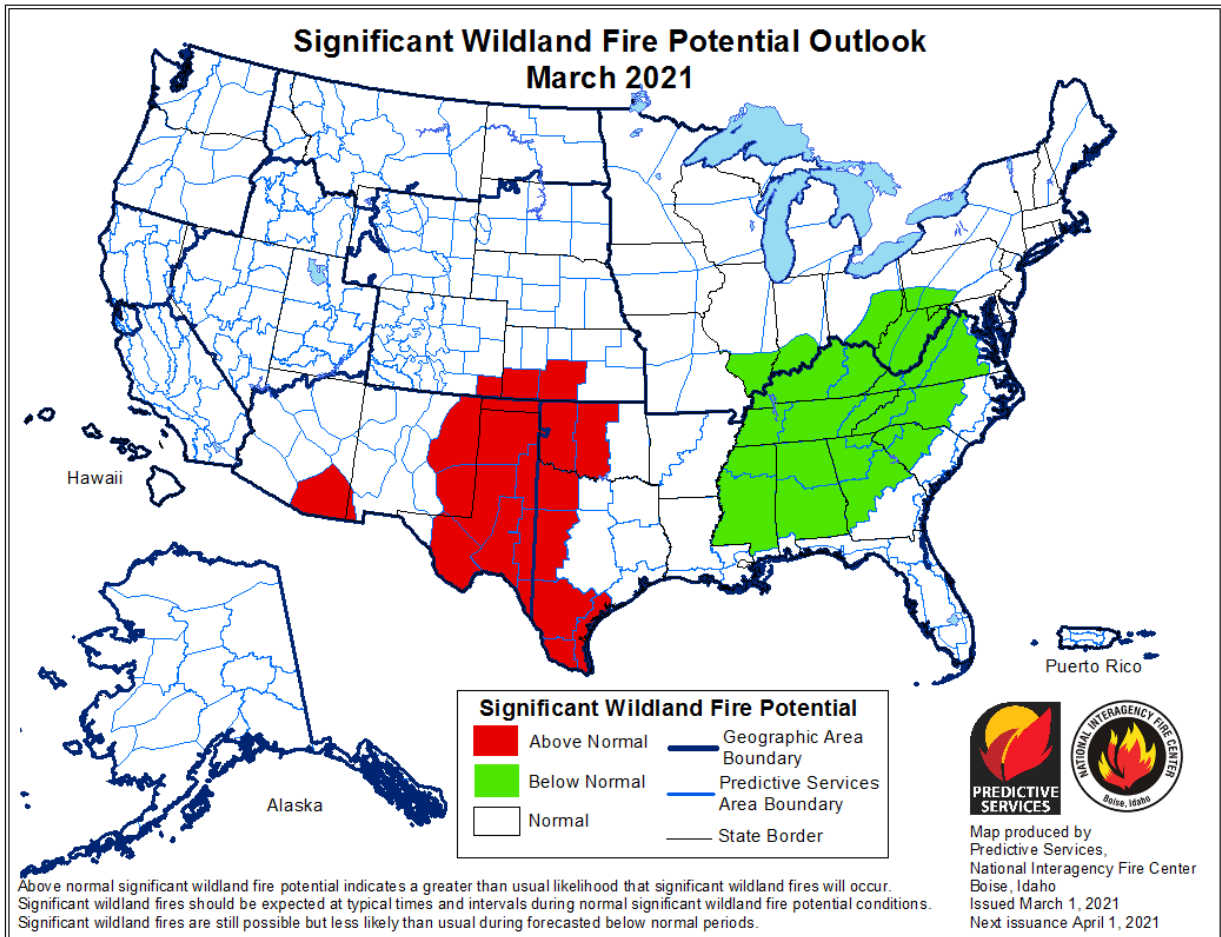 Significant Wildland Fire Potential Outlook
March 2021
Hawaii
Puerto Rico
Alaska
Significant Wildland Fire Potential
Above Normal
Below Normal
Normal
Geographic Area
Boundary
Predictive Services
Area Boundary
State Border
PREDICTIVE
SERVICES
NATIONAL INTERAGENCY FIRE CENTER
Boise, Idaho
Map produced by
Predictive Services,
National Interagency Fire Center
Boise, Idaho
Issued March 1, 2021
Next issuance April 1, 2021
Above normal significant wildland fire potential indicates a greater than usual likelihood that significant wildland fires will occur.
Significant wildland fires should be expected at typical times and intervals during normal significant wildland fire potential conditions.
Significant wildland fires are still possible but less likely than usual during forecasted below normal periods.